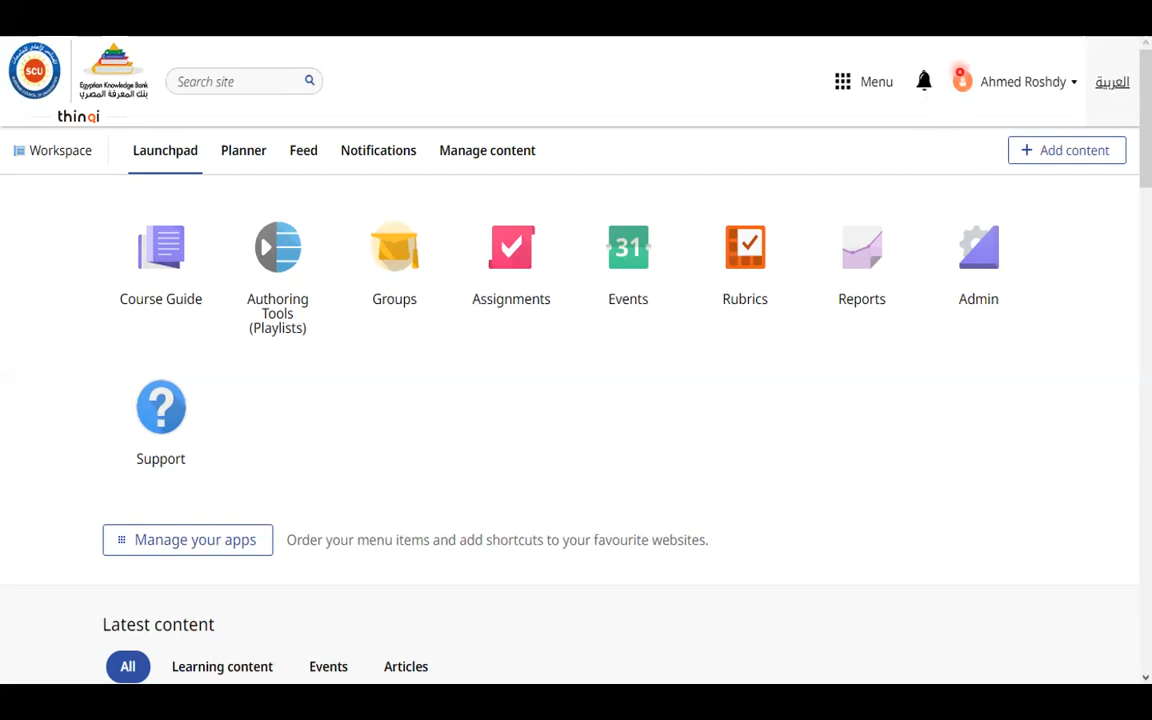 SCU
Egyptian Knowledge Bank
بنك المعرفة المصري
thinqi
Search site
Menu
Ahmed Roshdy
العربية
Workspace
Launchpad
Planner
Feed
Notifications
Manage content
+ Add content
31
Course Guide
Authoring
Tools
(Playlists)
Groups
Assignments
Events
Rubrics
Reports
Admin
?
Support
Manage your apps
Order your menu items and add shortcuts to your favourite websites.
Latest content
All
Learning content
Events
Articles